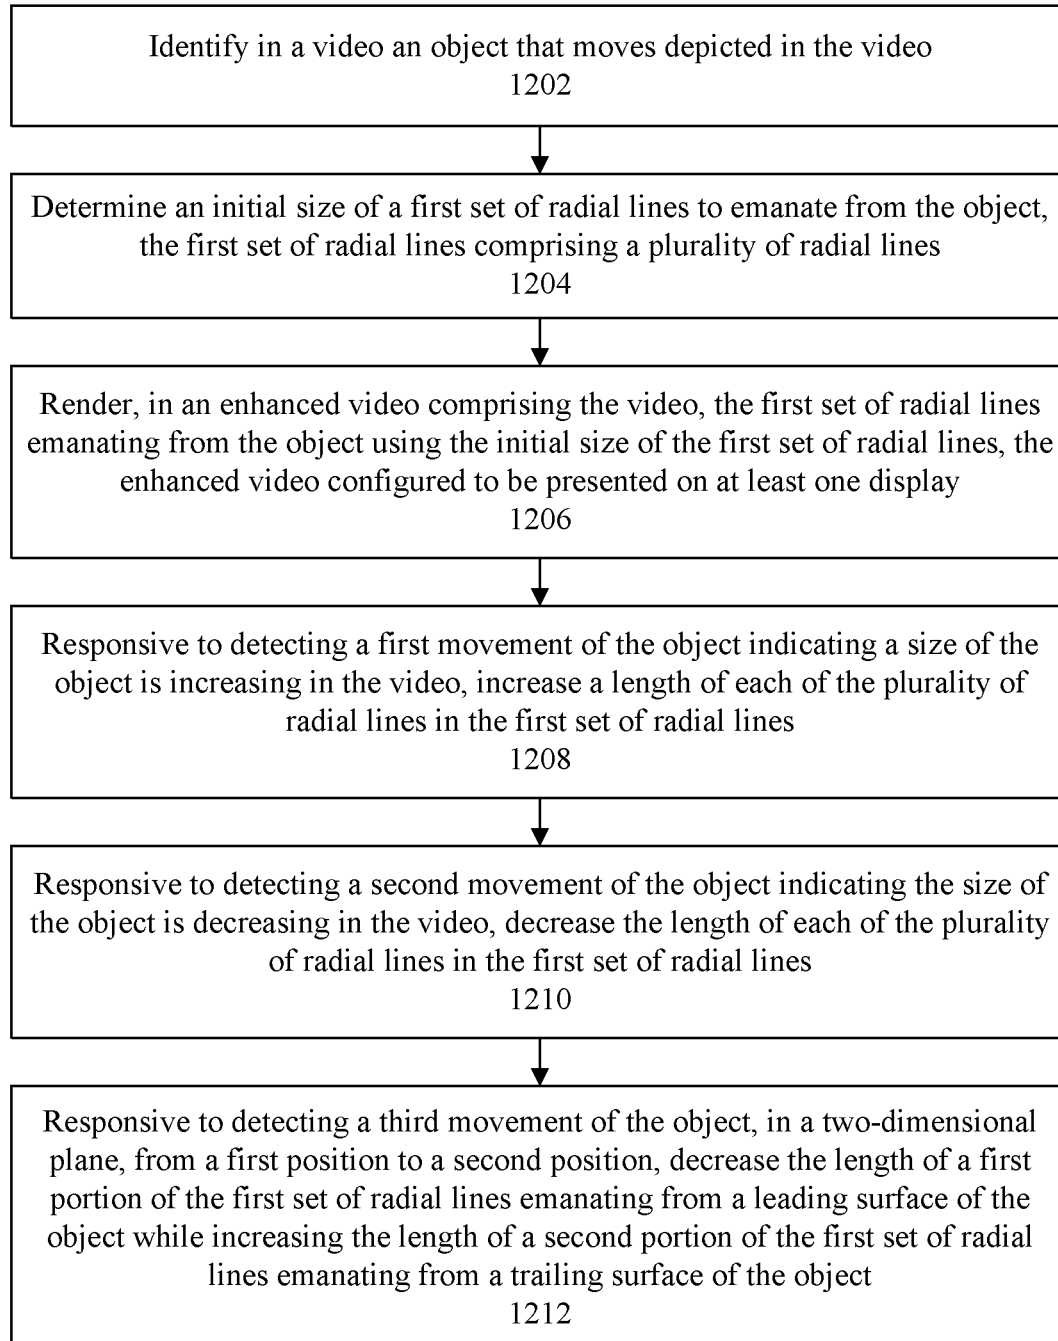 Identify in a video an object that moves depicted in the video
1202
Determine an initial size of a first set of radial lines to emanate from the object,
the first set of radial lines comprising a plurality of radial lines
1204
Render, in an enhanced video comprising the video, the first set of radial lines
emanating from the object using the initial size of the first set of radial lines, the
enhanced video configured to be presented on at least one display
1206
Responsive to detecting a first movement of the object indicating a size of the
object is increasing in the video, increase a length of each of the plurality of
radial lines in the first set of radial lines
1208
Responsive to detecting a second movement of the object indicating the size of
the object is decreasing in the video, decrease the length of each of the plurality
of radial lines in the first set of radial lines
1210
Responsive to detecting a third movement of the object, in a two-dimensional
plane, from a first position to a second position, decrease the length of a first
portion of the first set of radial lines emanating from a leading surface of the
object while increasing the length of a second portion of the first set of radial
lines emanating from a trailing surface of the object
1212